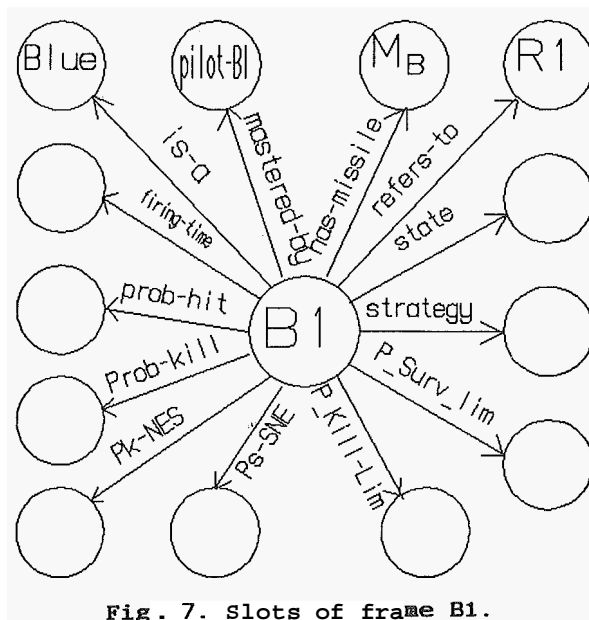 Blue
pilot-Bl
MB
R1
is-a
mastered-by
has-missile
refers-to
firing-time
state
prob-hit
B1
strategy
Prob-kill
P_Surv_lim
Pk-NES
Ps-SNE
P_Kill-Lim
Fig. 7. Slots of frame B1.